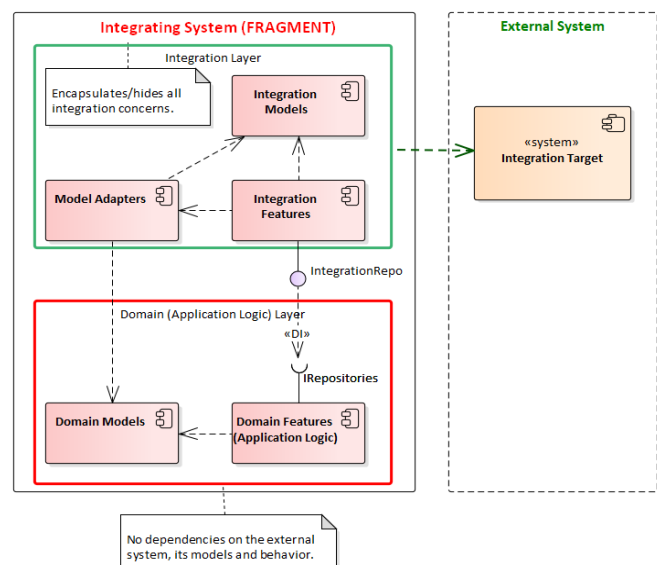 Integrating System (FRAGMENT)
External System
Integration Layer
Encapsulates/hides all
integration concerns.
Integration
Models
«system»
Integration Target
Model Adapters
Integration
Features
IntegrationRepo
Domain (Application Logic) Layer
«DI»
IRepositories
Domain Models
Domain Features
(Application Logic)
No dependencies on the external
system, its models and behavior.